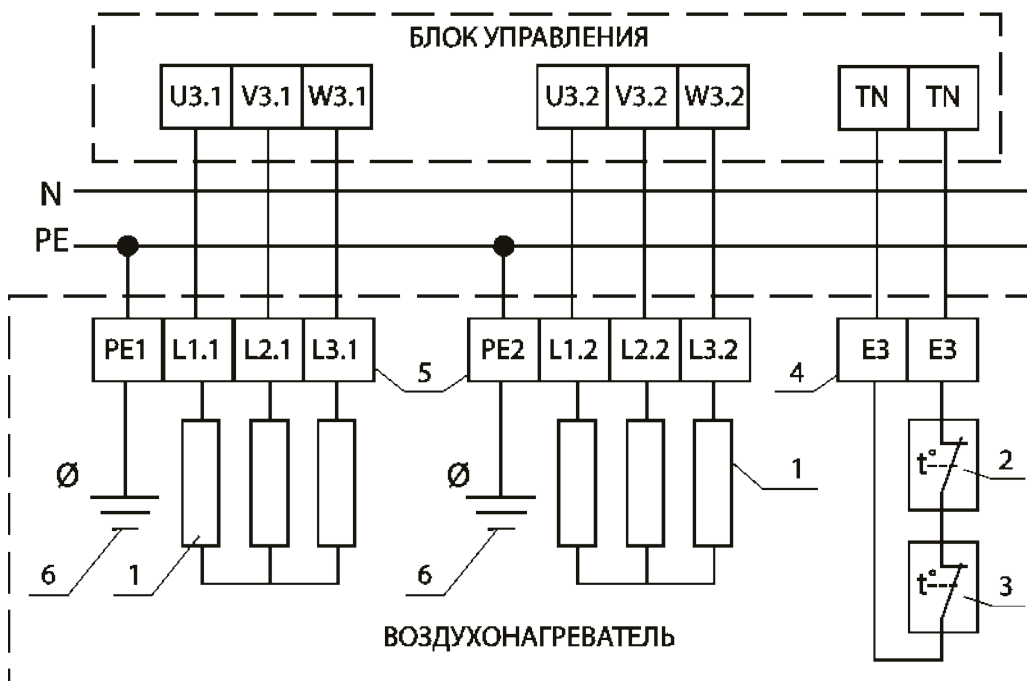 БЛОК УПРАВЛЕНИЯ
U3.1 V3.1 W3.1 U3.2 V3.2 W3.2 TN TN
N
PE
PE1 L1.1 L2.1 L3.1 5 PE2 L1.2 L2.2 L3.2 4 E3 E3
Ø Ø 1 t° 2
6 1 6 t° 3
ВОЗДУХОНАГРЕВАТЕЛЬ